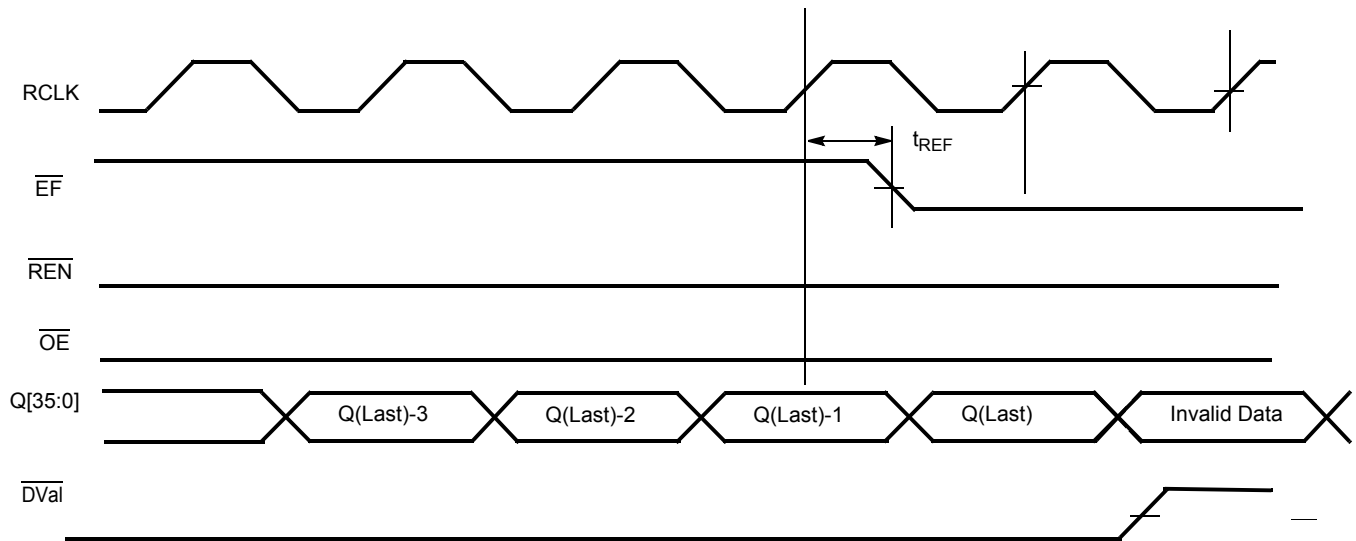 RCLK
tREF
EF
REN
OE
Q[35:0]
Q(Last)-3
Q(Last)-2
Q(Last)-1
Q(Last)
Invalid Data
DVal